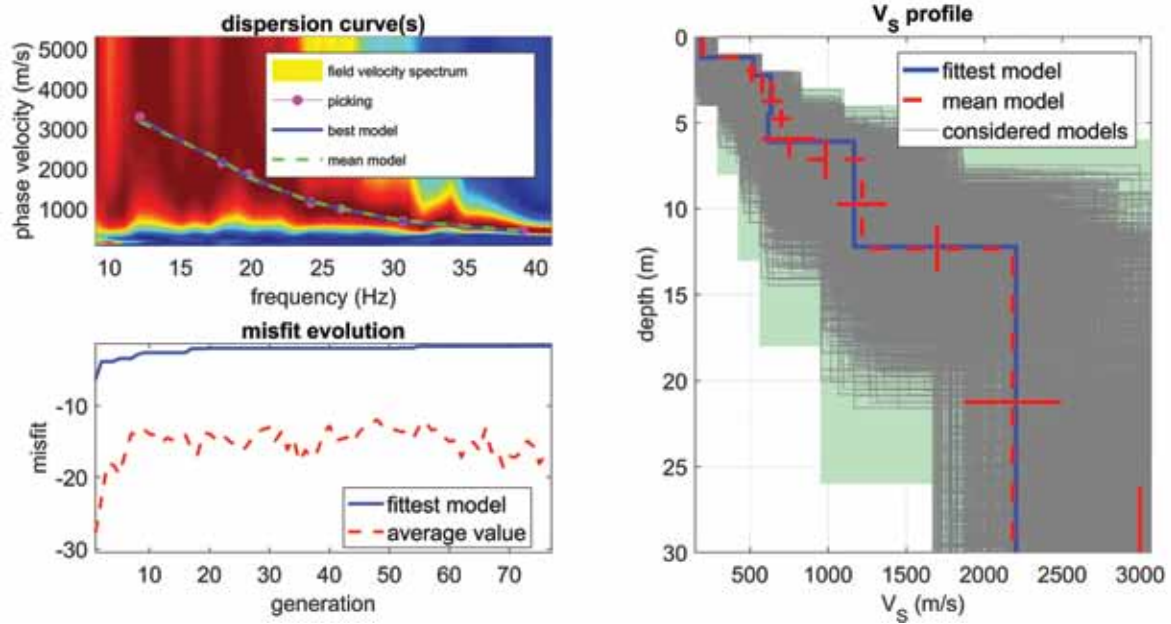 dispersion curve(s)
phase velocity (m/s)
5000
4000
3000
2000
1000
field velocity spectrum
picking
best model
mean model
10 15 20 25 30 35 40
frequency (Hz)
misfit evolution
misfit
-10
-20
-30
fittest model
average value
10 20 30 40 50 60 70
generation
V_S profile
depth (m)
0
5
10
15
20
25
30
fittest model
mean model
considered models
500 1000 1500 2000 2500 3000
V_S (m/s)